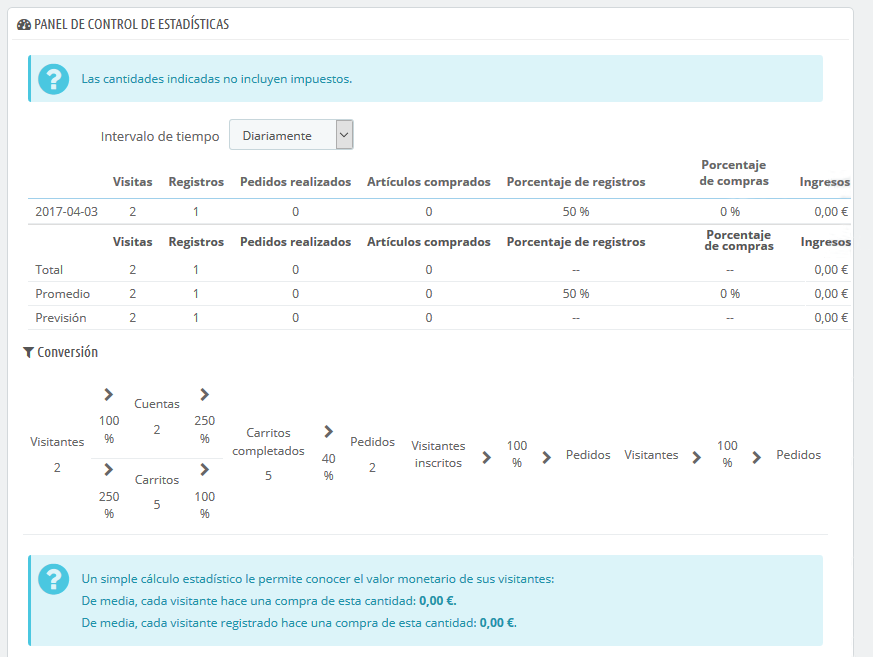 PANEL DE CONTROL DE ESTADÍSTICAS
Las cantidades indicadas no incluyen impuestos.
Intervalo de tiempo Diariamente
Visitas Registros Pedidos realizados Artículos comprados Porcentaje de registros Porcentaje de compras Ingresos
2017-04-03 2 1 0 0 50 % 0 % 0,00 €
Visitas Registros Pedidos realizados Artículos comprados Porcentaje de registros Porcentaje de compras Ingresos
Total 2 1 0 0 -- -- 0,00 €
Promedio 2 1 0 0 50 % 0 % 0,00 €
Previsión 2 1 0 0 -- -- 0,00 €
Conversión
Visitantes
2
100
%
Cuentas
2
250
%
250
%
Carritos
5
100
%
Carritos
completados
5
40
%
Pedidos
2
Visitantes
inscritos
100
%
Pedidos
Visitantes
100
%
Pedidos
Un simple cálculo estadístico le permite conocer el valor monetario de sus visitantes:
De media, cada visitante hace una compra de esta cantidad: 0,00 €.
De media, cada visitante registrado hace una compra de esta cantidad: 0,00 €.